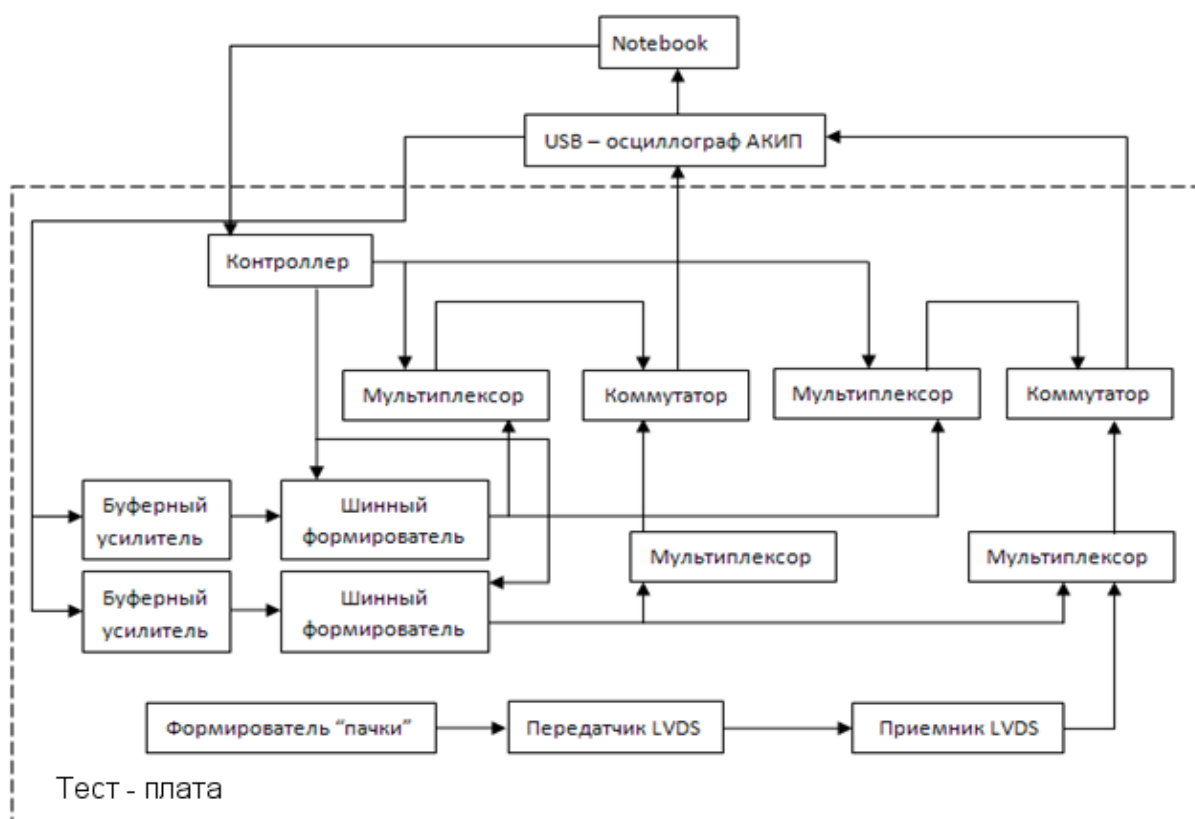 Notebook
USB – осциллограф АКИП
Контроллер
Мультиплексор
Коммутатор
Мультиплексор
Коммутатор
Буферный
усилитель
Шинный
формирователь
Мультиплексор
Мультиплексор
Буферный
усилитель
Шинный
формирователь
Формирователь “пачки”
Передатчик LVDS
Приемник LVDS
Тест - плата